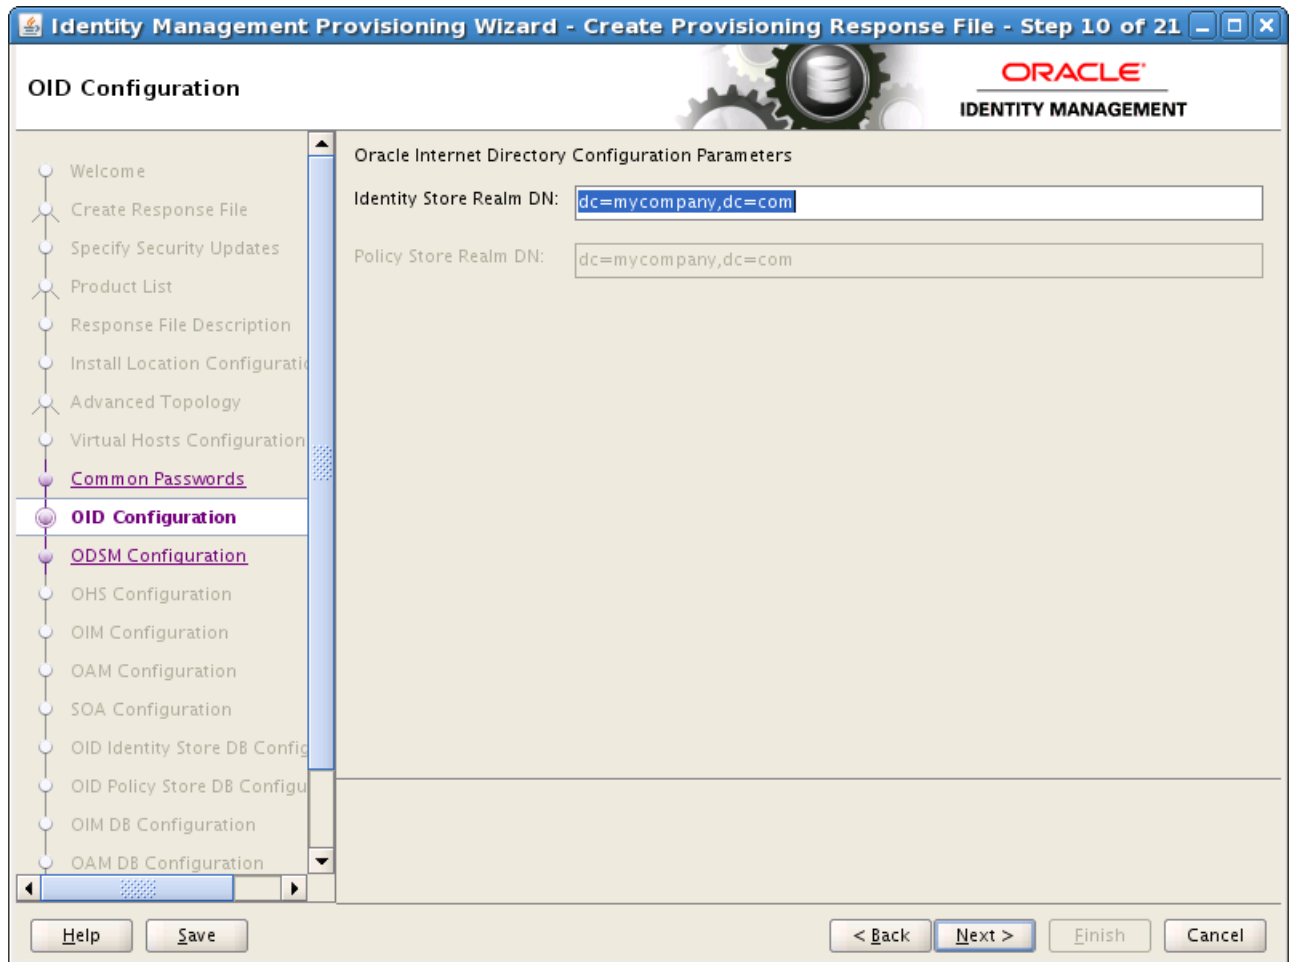 Identity Management Provisioning Wizard - Create Provisioning Response File - Step 10 of 21
OID Configuration
ORACLE
IDENTITY MANAGEMENT
Welcome
Create Response File
Specify Security Updates
Product List
Response File Description
Install Location Configuratio
Advanced Topology
Virtual Hosts Configuration
Common Passwords
OID Configuration
ODSM Configuration
OHS Configuration
OIM Configuration
OAM Configuration
SOA Configuration
OID Identity Store DB Config
OID Policy Store DB Configu
OIM DB Configuration
OAM DB Configuration
Oracle Internet Directory Configuration Parameters
Identity Store Realm DN: dc=mycompany,dc=com
Policy Store Realm DN: dc=mycompany,dc=com
Help Save < Back Next > Finish Cancel